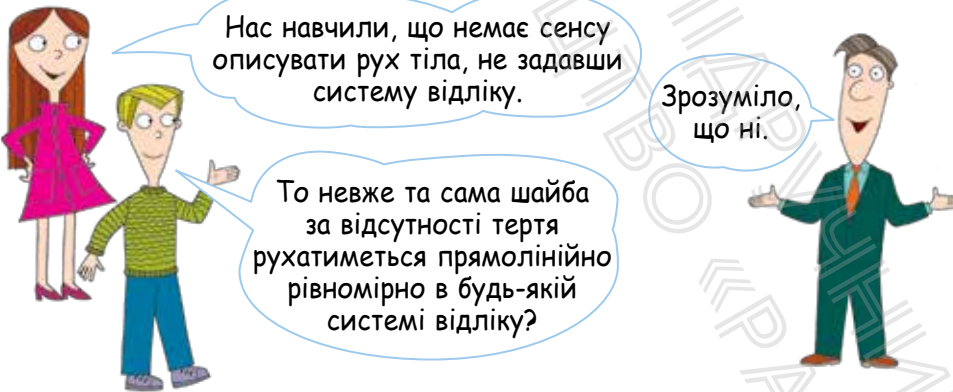 Нас навчили, що немає сенсу
описувати рух тіла, не задавши
систему відліку.
Зрозуміло,
що ні.
То невже та сама шайба
за відсутності тертя
рухатиметься прямолінійно
рівномірно в будь-якій
системі відліку?